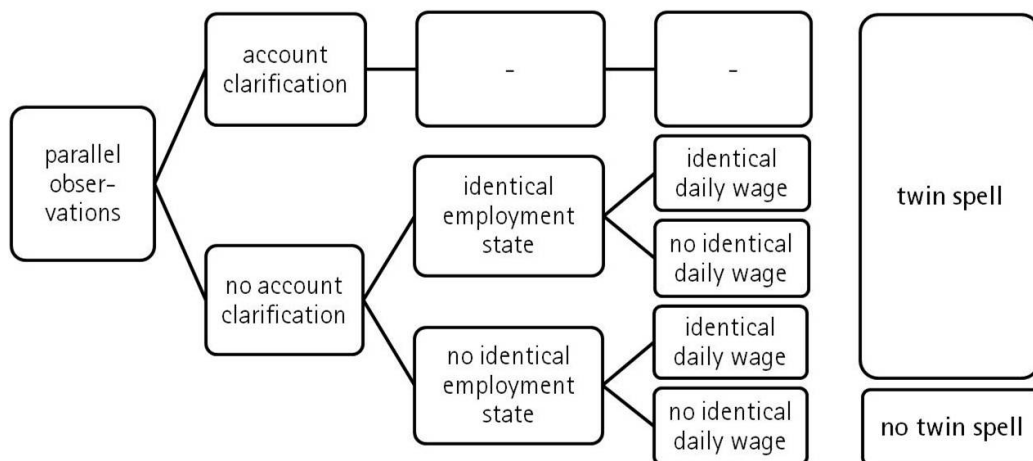 parallel
obser-
vations
account
clarification
-
-
no account
clarification
identical
employment
state
identical
daily wage
no identical
daily wage
no identical
employment
state
identical
daily wage
no identical
daily wage
twin spell
no twin spell